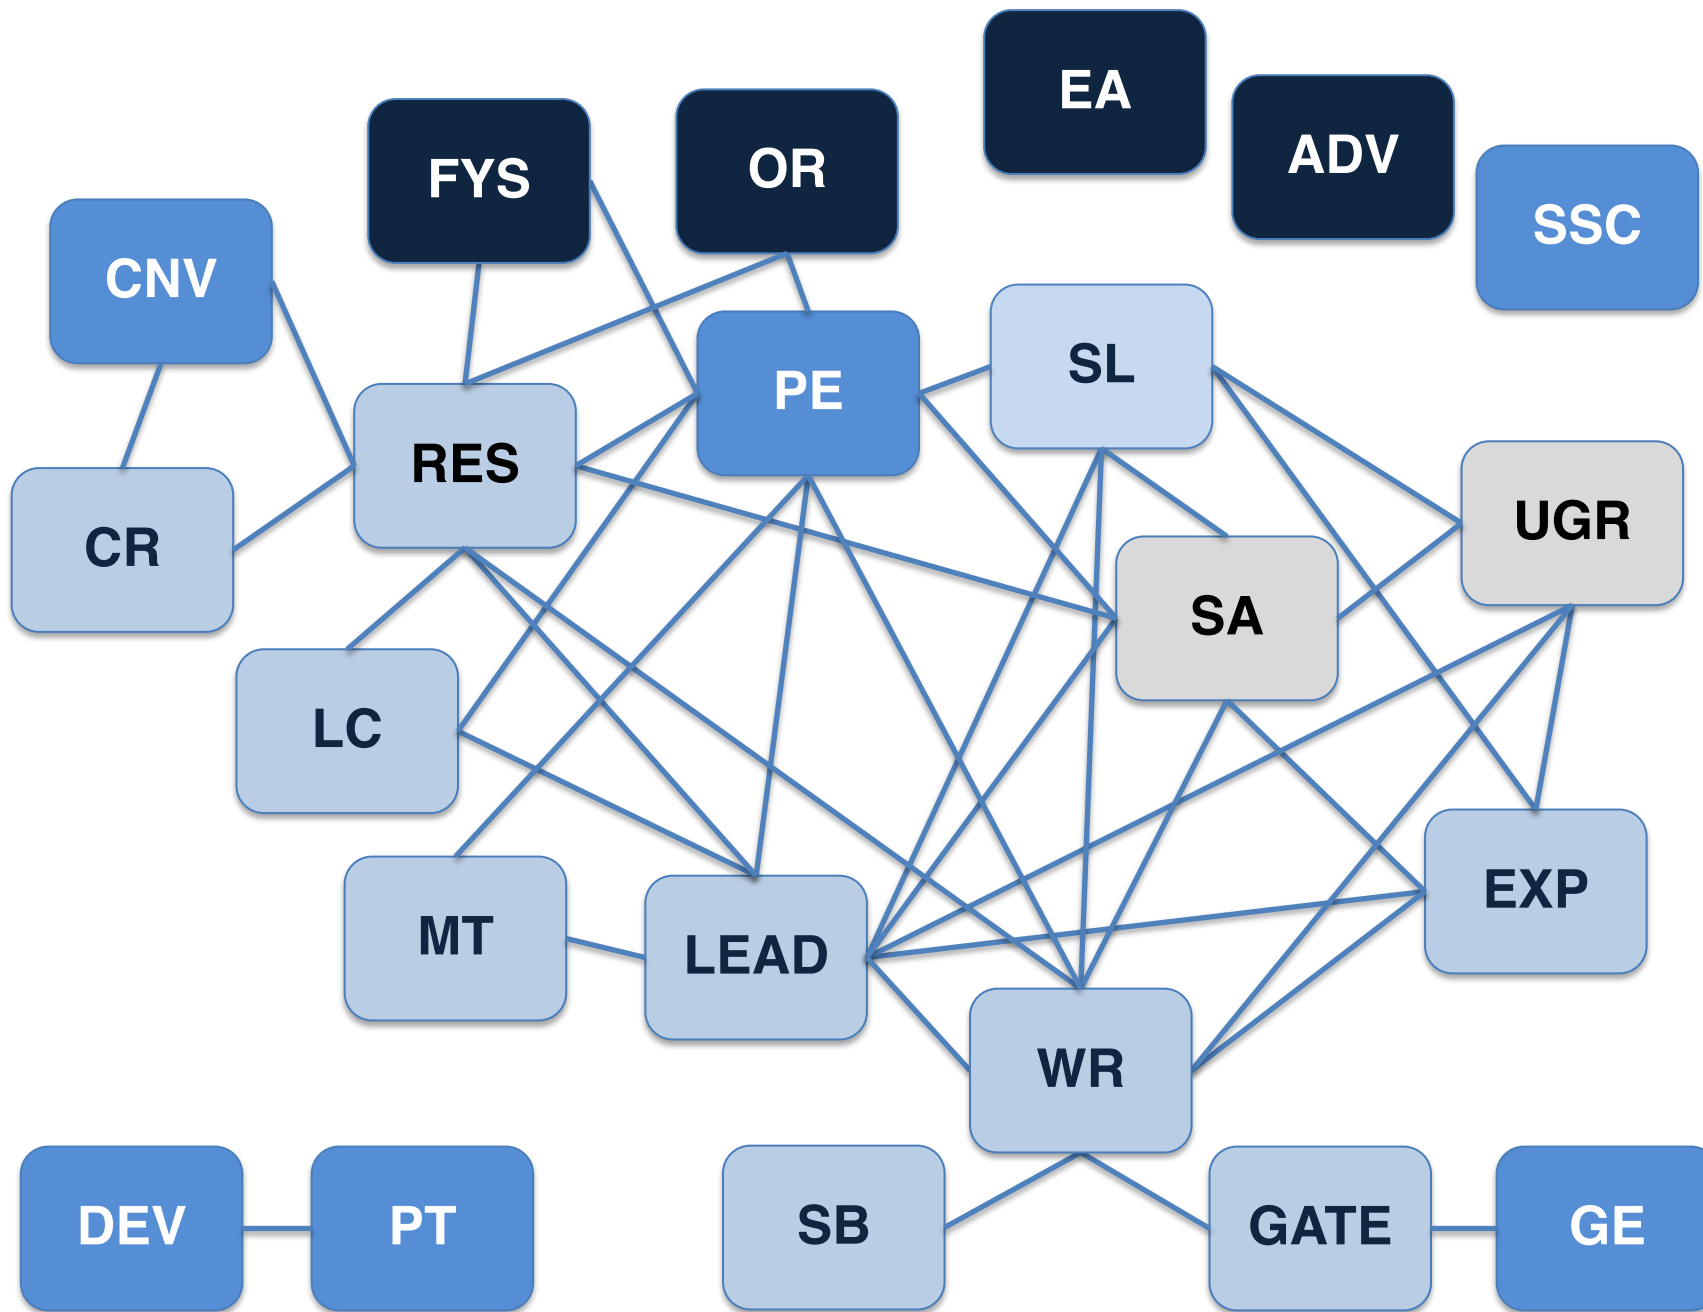 EA
ADV
OR
FYS
SSC
CNV
SL
PE
RES
UGR
CR
SA
LC
EXP
MT
LEAD
WR
DEV
PT
SB
GATE
GE